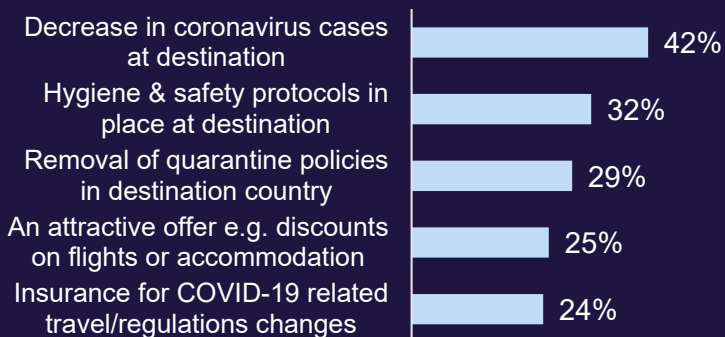 Decrease in coronavirus cases
at destination
42%
Hygiene & safety protocols in
place at destination
32%
Removal of quarantine policies
in destination country
29%
An attractive offer e.g. discounts
on flights or accommodation
25%
Insurance for COVID-19 related
travel/regulations changes
24%